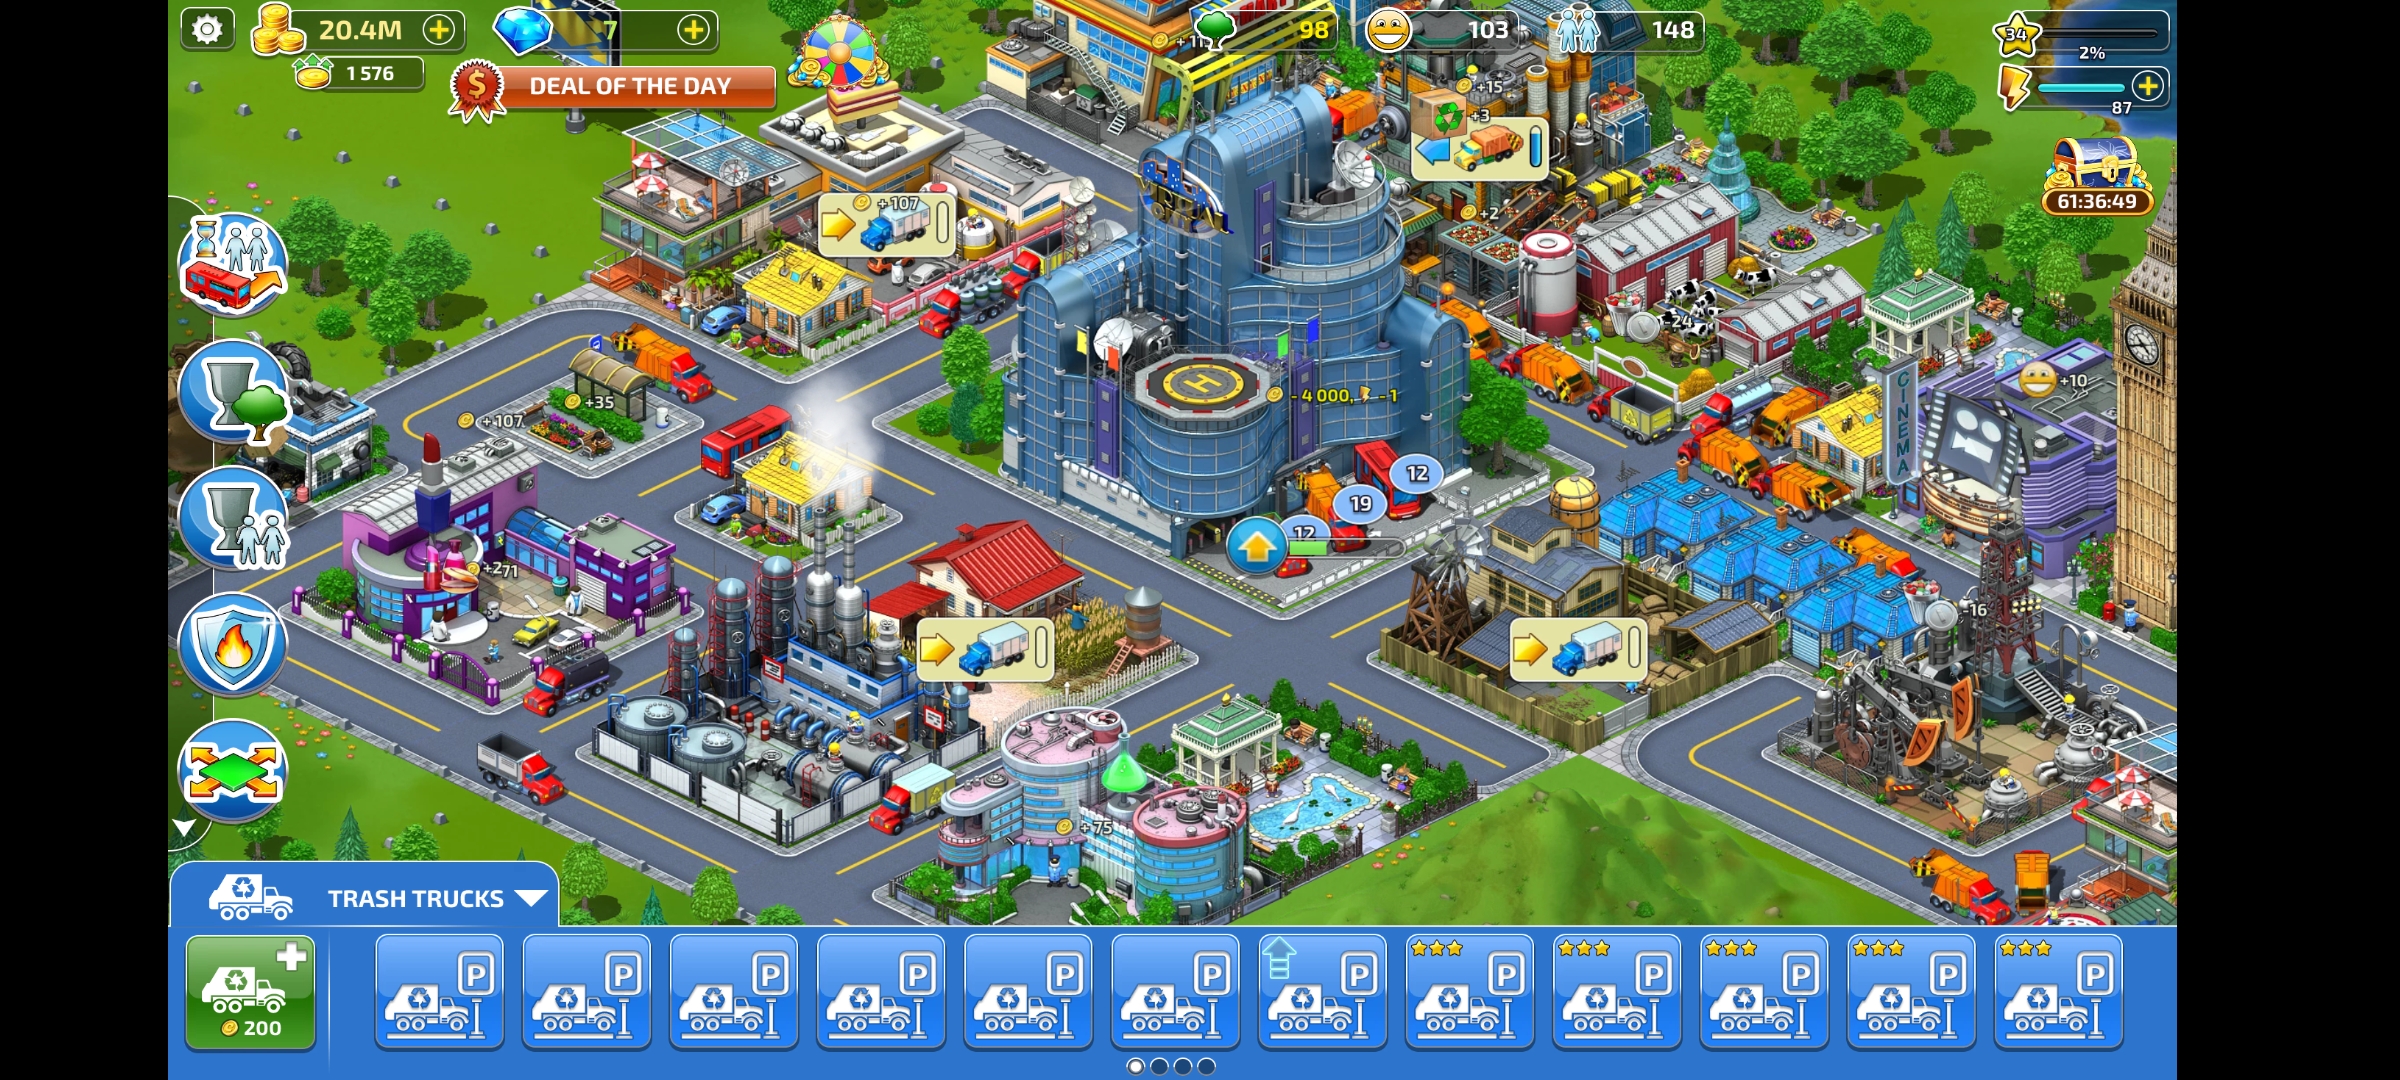 20.4M
7
98
103
148
34
2%
1 576
DEAL OF THE DAY
87
+15
+3
61:36:49
+107
+2
-24
+10
+35
+107
- 4 000, - 1
CINEMA
12
19
12
+271
-16
+75
TRASH TRUCKS
P
P
P
P
P
P
P
P
P
P
P
P
200
H